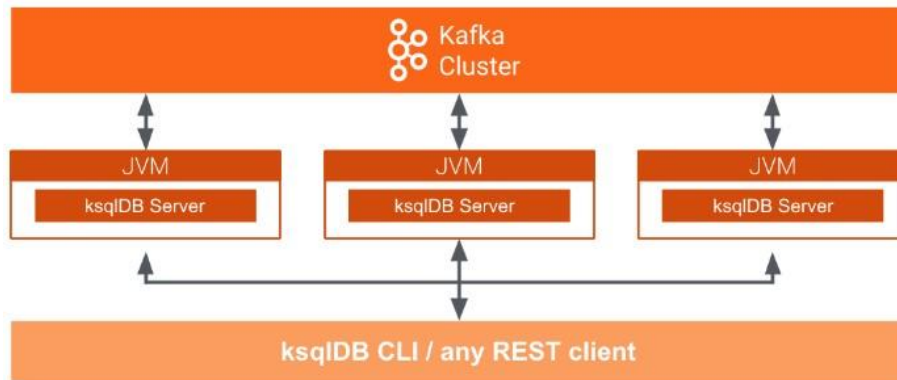 Kafka
Cluster
JVM
JVM
JVM
ksqlDB Server
ksqlDB Server
ksqlDB Server
ksqlDB CLI / any REST client